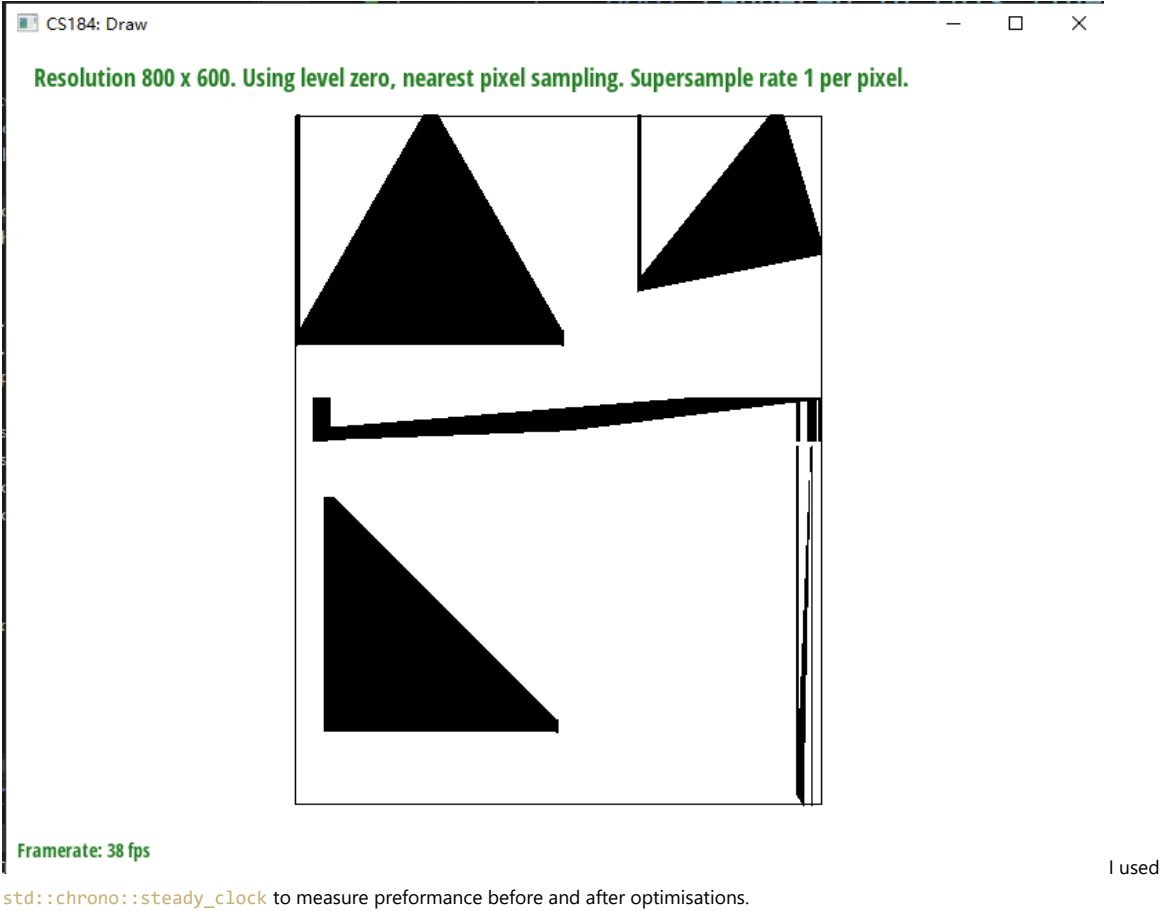 CS184: Draw
Resolution 800 x 600. Using level zero, nearest pixel sampling. Supersample rate 1 per pixel.
Framerate: 38 fps
I used
std::chrono::steady_clock to measure preformance before and after optimisations.